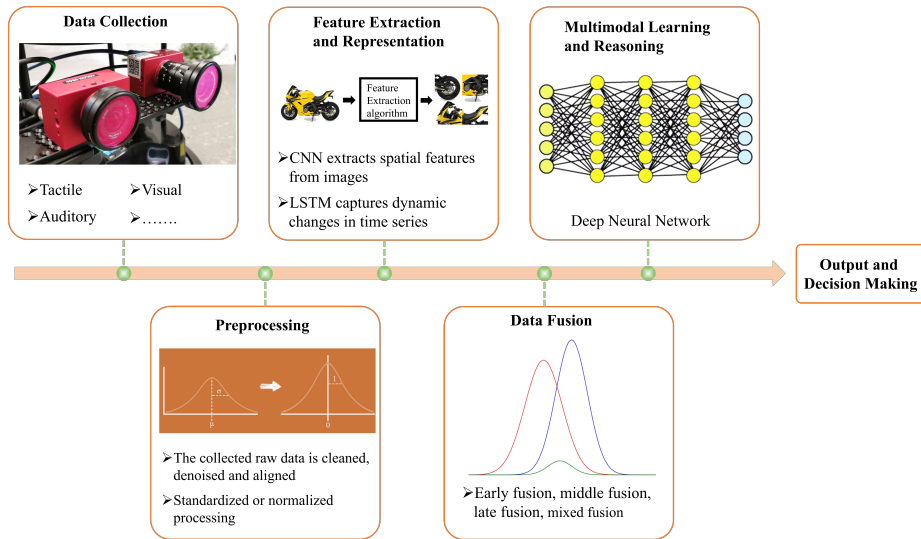 Data Collection
➢Tactile
➢Visual
➢Auditory
➢…….
Feature Extraction
and Representation
Feature
Extraction
algorithm
➢CNN extracts spatial features
from images
➢LSTM captures dynamic
changes in time series
Multimodal Learning
and Reasoning
Deep Neural Network
Output and
Decision Making
Preprocessing
σ
μ
1
0
➢The collected raw data is cleaned,
denoised and aligned
➢Standardized or normalized
processing
Data Fusion
➢Early fusion, middle fusion,
late fusion, mixed fusion